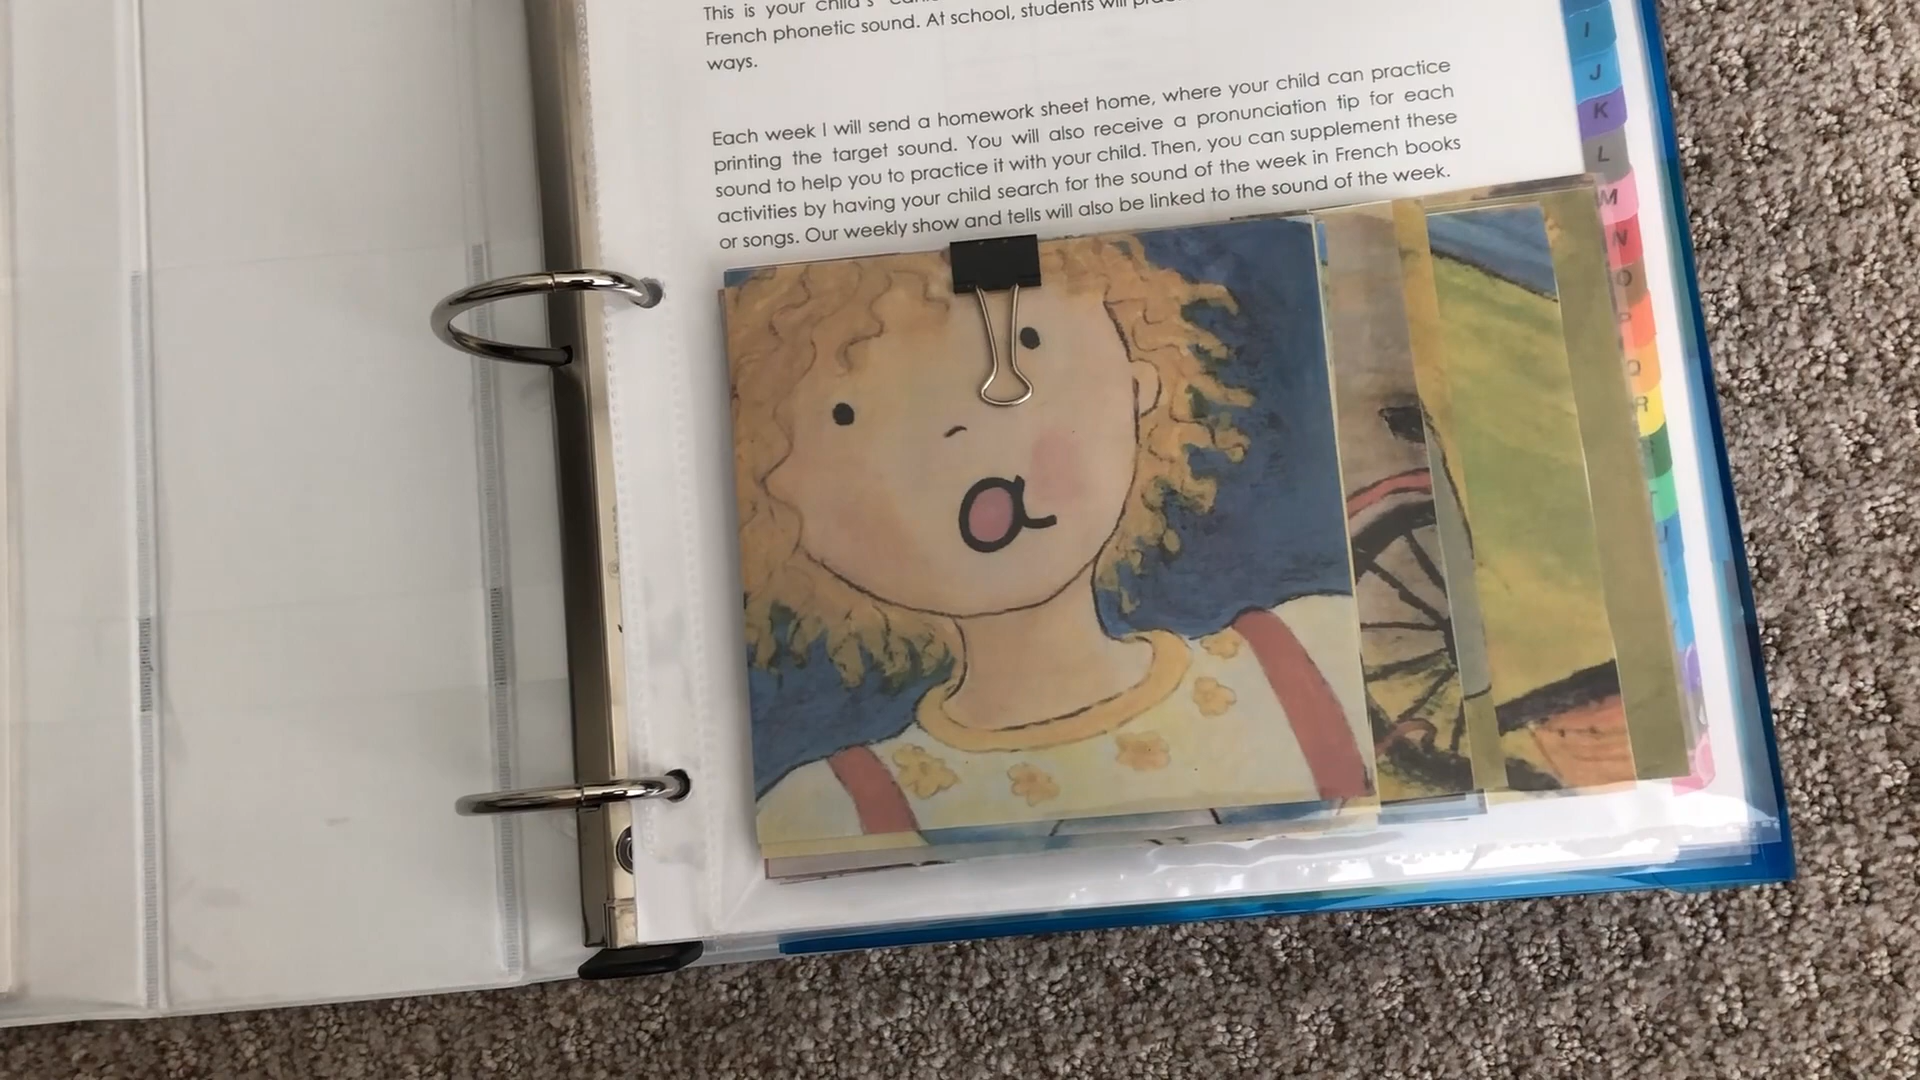 This is your child's
French phonetic sound. At school, students will
ways.
Each week I will send a homework sheet home, where your child can practice
printing the target sound. You will also receive a pronunciation tip for each
sound to help you to practice it with your child. Then, you can supplement these
activities by having your child search for the sound of the week in French books
or songs. Our weekly show and tells will also be linked to the sound of the week.
a
I
J
K
L
M
N
O
P
Q
R
T